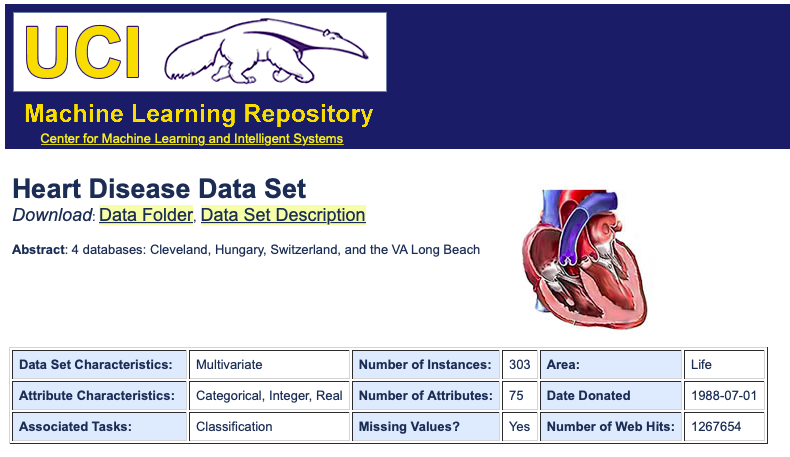 UCI
Machine Learning Repository
Center for Machine Learning and Intelligent Systems
Heart Disease Data Set
Download: Data Folder, Data Set Description
Abstract: 4 databases: Cleveland, Hungary, Switzerland, and the VA Long Beach
Data Set Characteristics: Multivariate Number of Instances: 303 Area: Life
Attribute Characteristics: Categorical, Integer, Real Number of Attributes: 75 Date Donated 1988-07-01
Associated Tasks: Classification Missing Values? Yes Number of Web Hits: 1267654